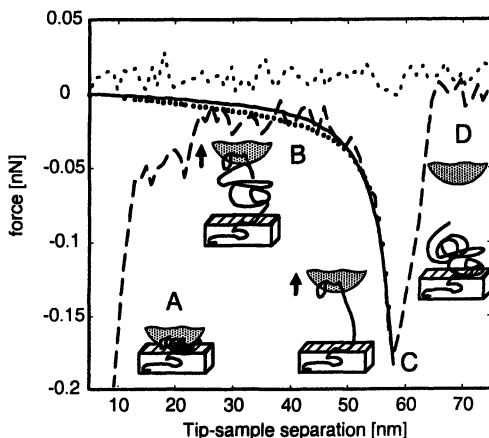 0.05
0
-0.05
-0.1
-0.15
-0.2
force [nN]
A
B
C
D
10 20 30 40 50 60 70
Tip-sample separation [nm]